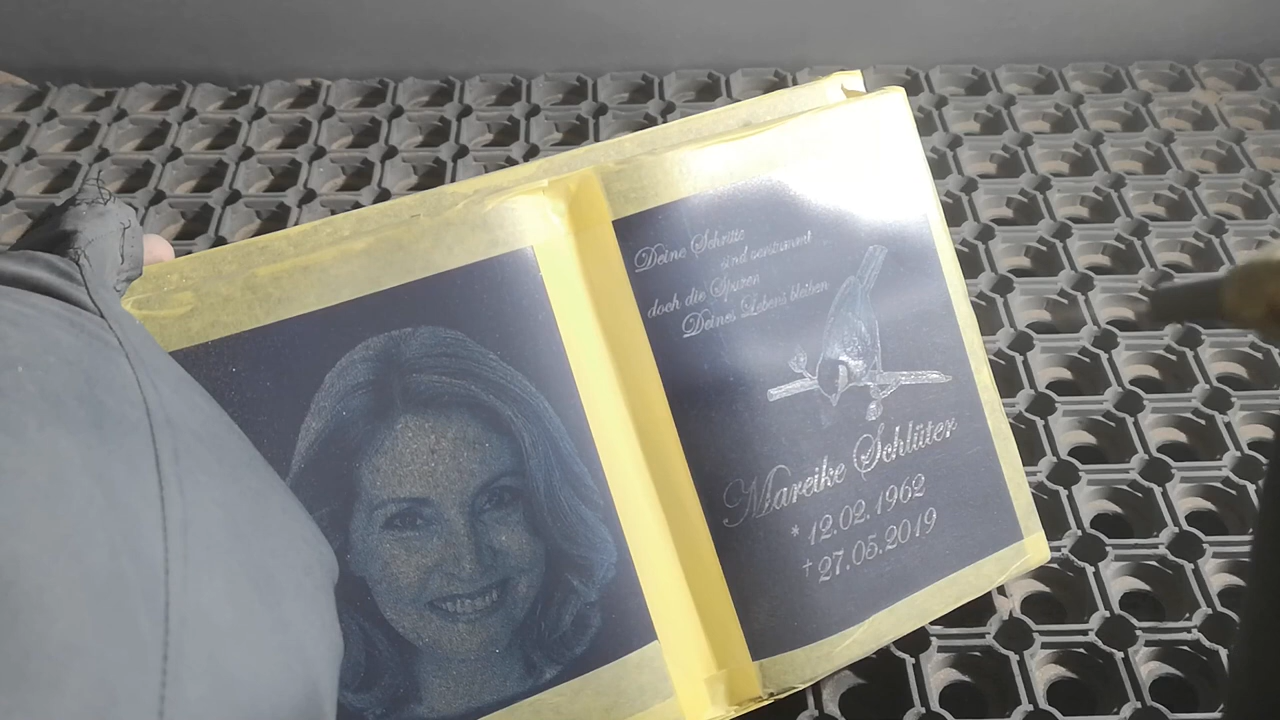 Deine Schritte
sind verstummt
doch die Spuren
Deines Lebens bleiben
Mareike Schlüter
* 12.02.1962
† 27.05.2019